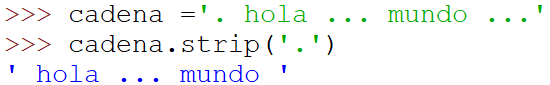 >>> cadena ='. hola ... mundo ...'
>>> cadena.strip('.')
' hola ... mundo '